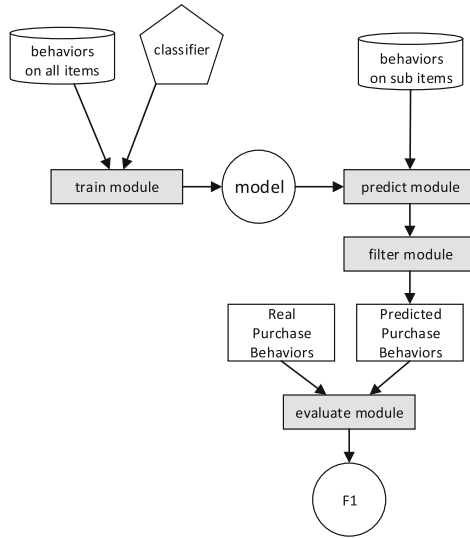 behaviors
on all items
classifier
behaviors
on sub items
train module
model
predict module
filter module
Real
Purchase
Behaviors
Predicted
Purchase
Behaviors
evaluate module
F1